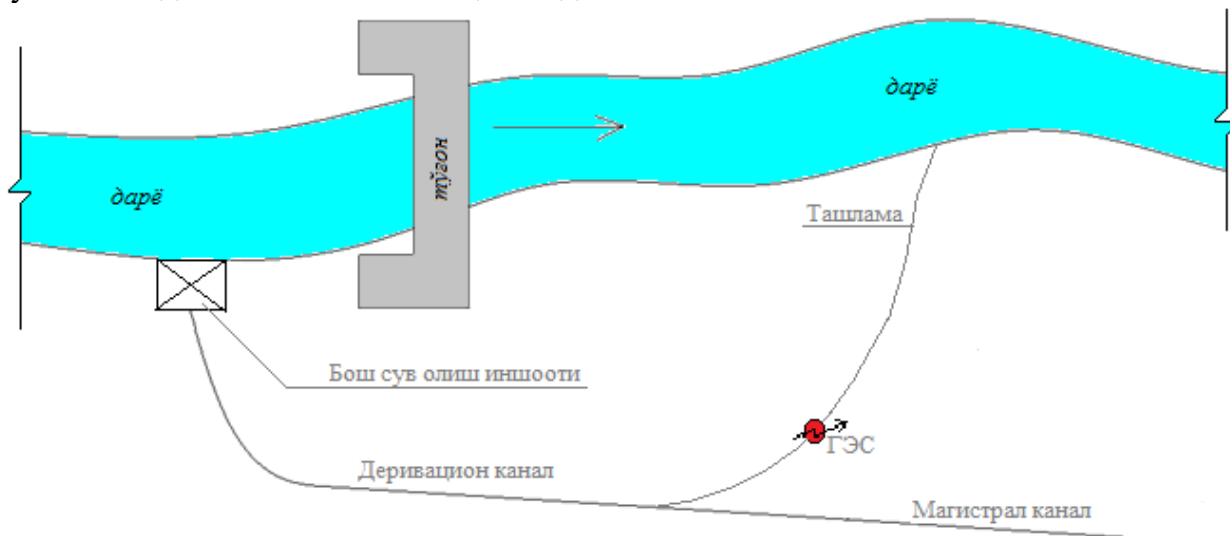 дарё
дарё
тўғон
Ташлама
Бош сув олиш иншооти
ГЭС
Деривацион канал
Магистрал канал